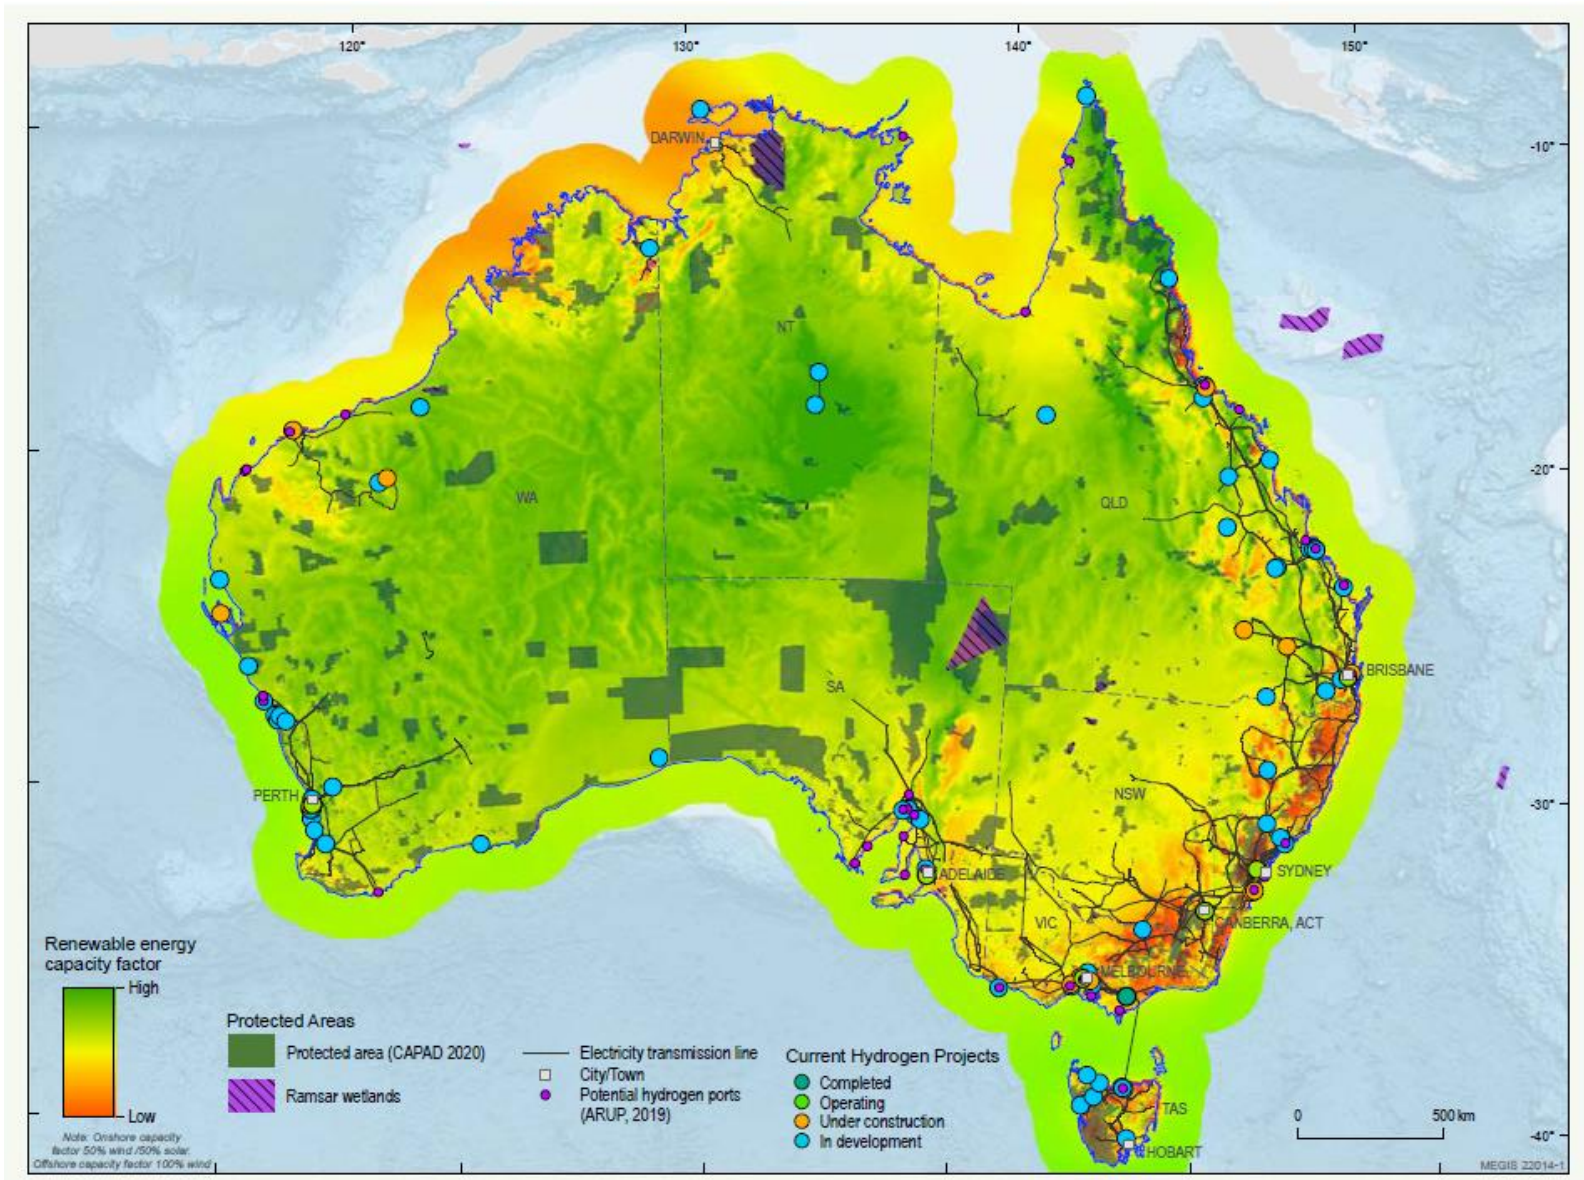 120°
130°
140°
150°
DARWIN
-10°
NT
WA
QLD
-20°
SA
BRISBANE
PERTH
NSW
-30°
ADELAIDE
SYDNEY
VIC
CANBERRA, ACT
MELBOURNE
Renewable energy
capacity factor
High
Low
Note: Onshore capacity
factor 50% wind /50% solar.
Offshore capacity factor 100% wind
Protected Areas
Protected area (CAPAD 2020)
Ramsar wetlands
Electricity transmission line
City/Town
Potential hydrogen ports
(ARUP, 2019)
Current Hydrogen Projects
Completed
Operating
Under construction
In development
TAS
HOBART
0 500 km
-40°
MEGIS 22014-1